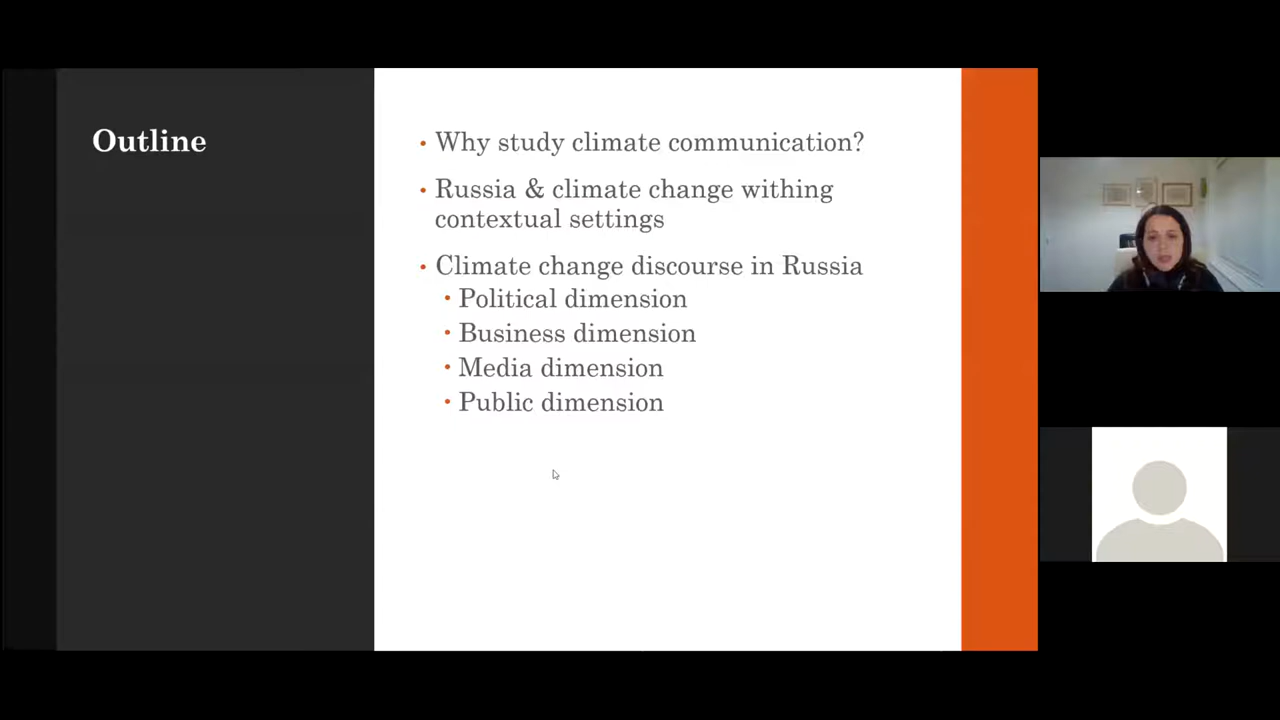 Outline
• Why study climate communication?
• Russia & climate change withing
contextual settings
• Climate change discourse in Russia
• Political dimension
• Business dimension
• Media dimension
• Public dimension